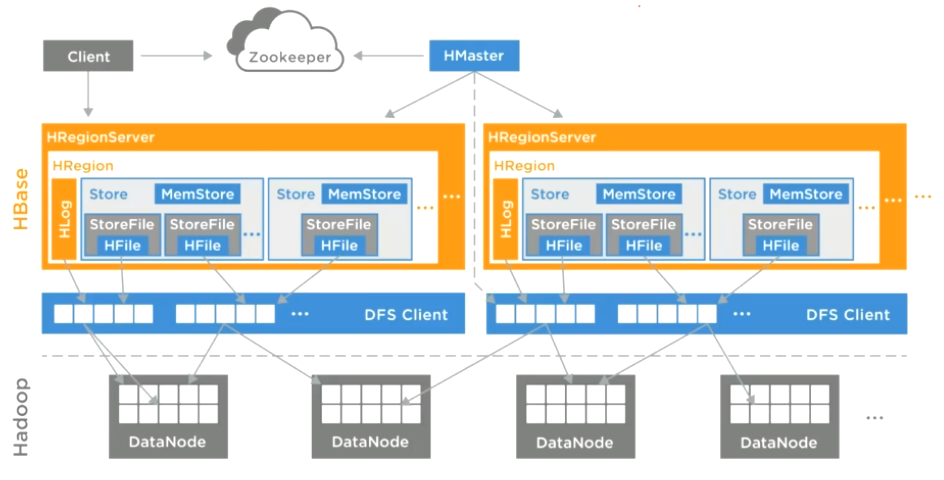 Client
Zookeeper
HMaster
HBase
HRegionServer
HRegion
HLog
Store
MemStore
StoreFile
HFile
StoreFile
HFile
...
Store
MemStore
StoreFile
HFile
...
...
HRegionServer
HRegion
HLog
Store
MemStore
StoreFile
HFile
StoreFile
HFile
...
Store
MemStore
StoreFile
HFile
...
...
...
... DFS Client
... DFS Client
Hadoop
DataNode
DataNode
DataNode
DataNode
...